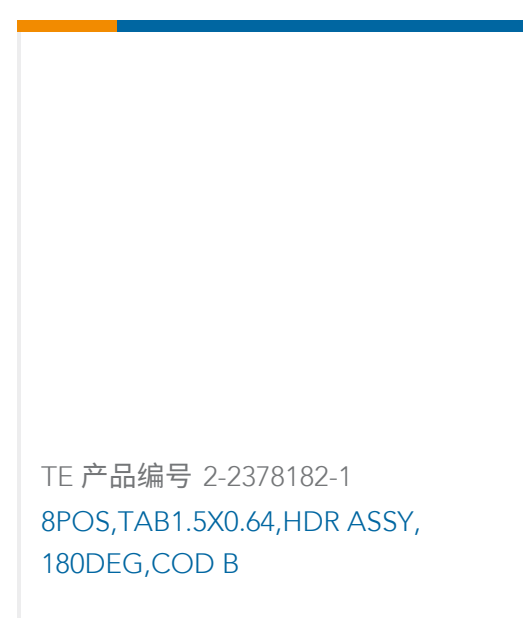 TE 产品编号 2-2378182-1
8POS,TAB1.5X0.64,HDR ASSY,
180DEG,COD B